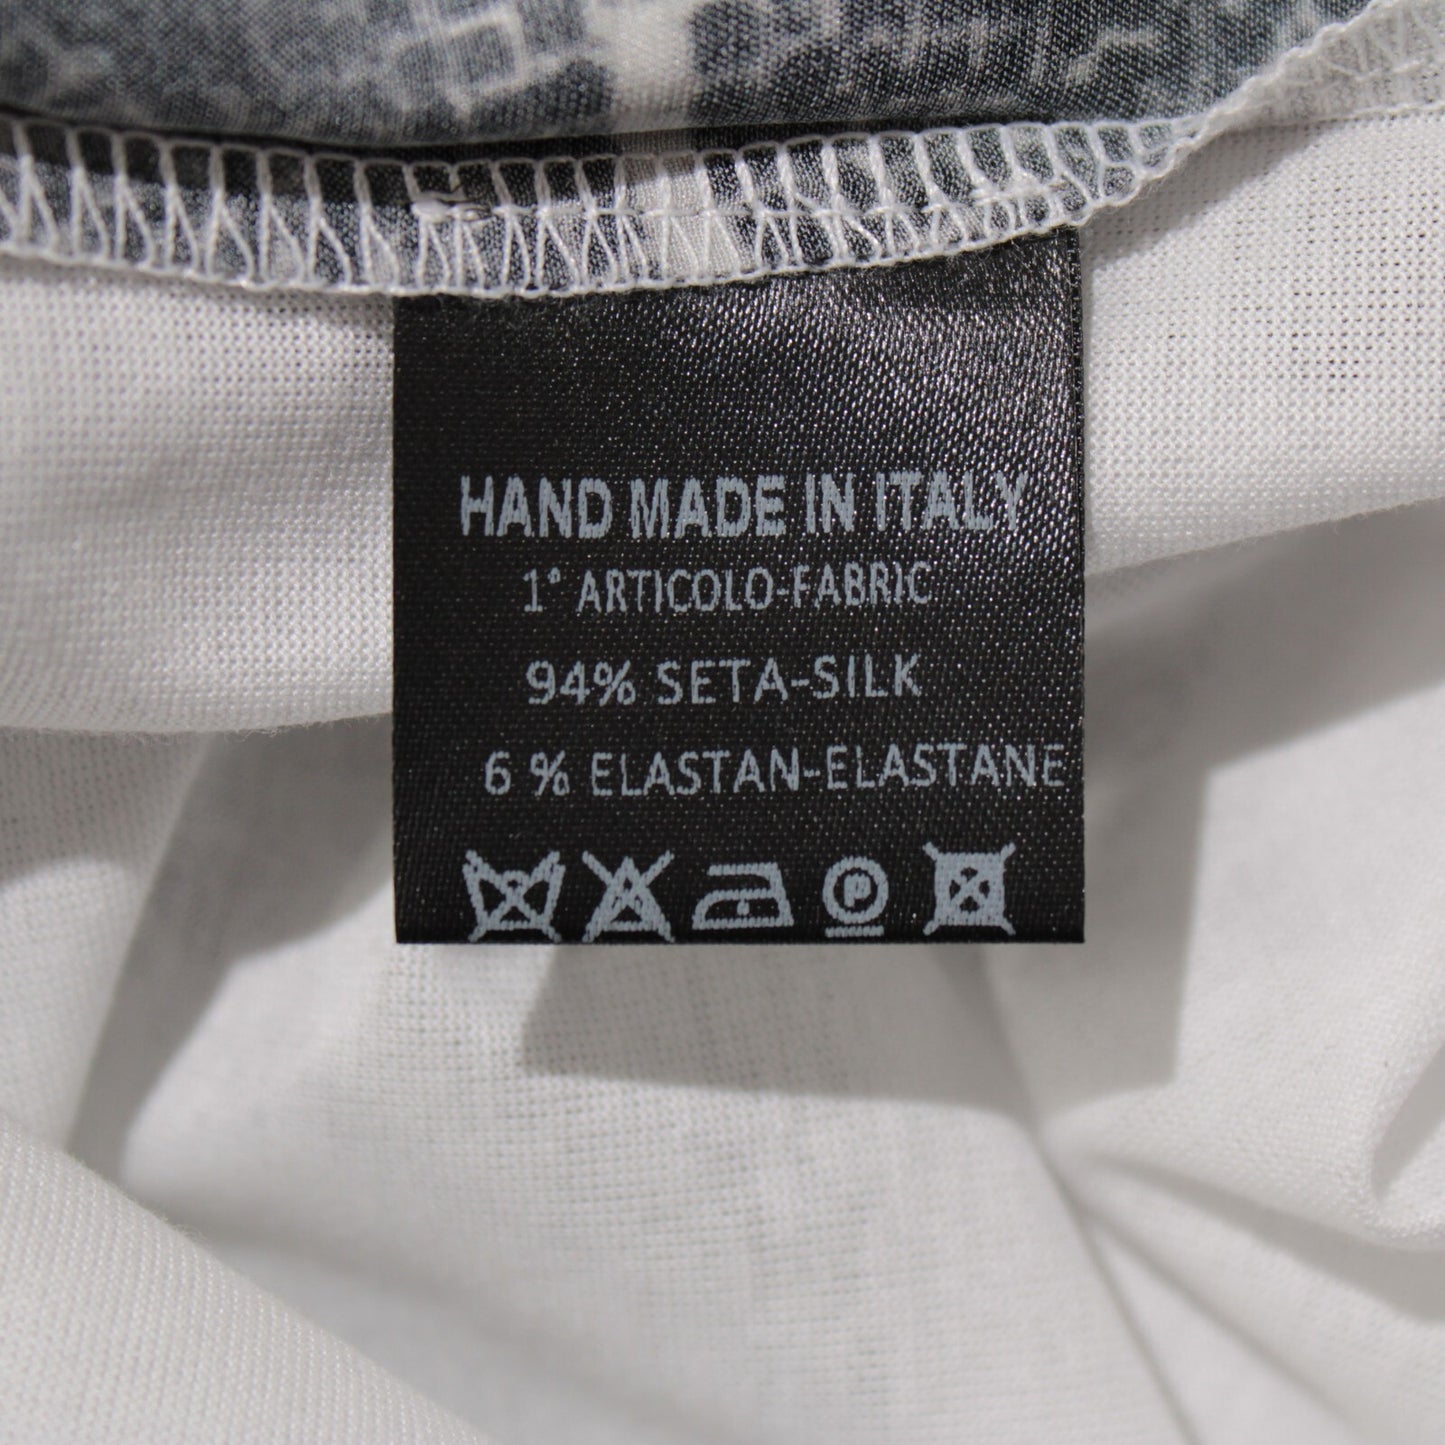 HAND MADE IN ITALY
1° ARTICOLO-FABRIC
94% SETA-SILK
6 % ELASTAN-ELASTANE
P